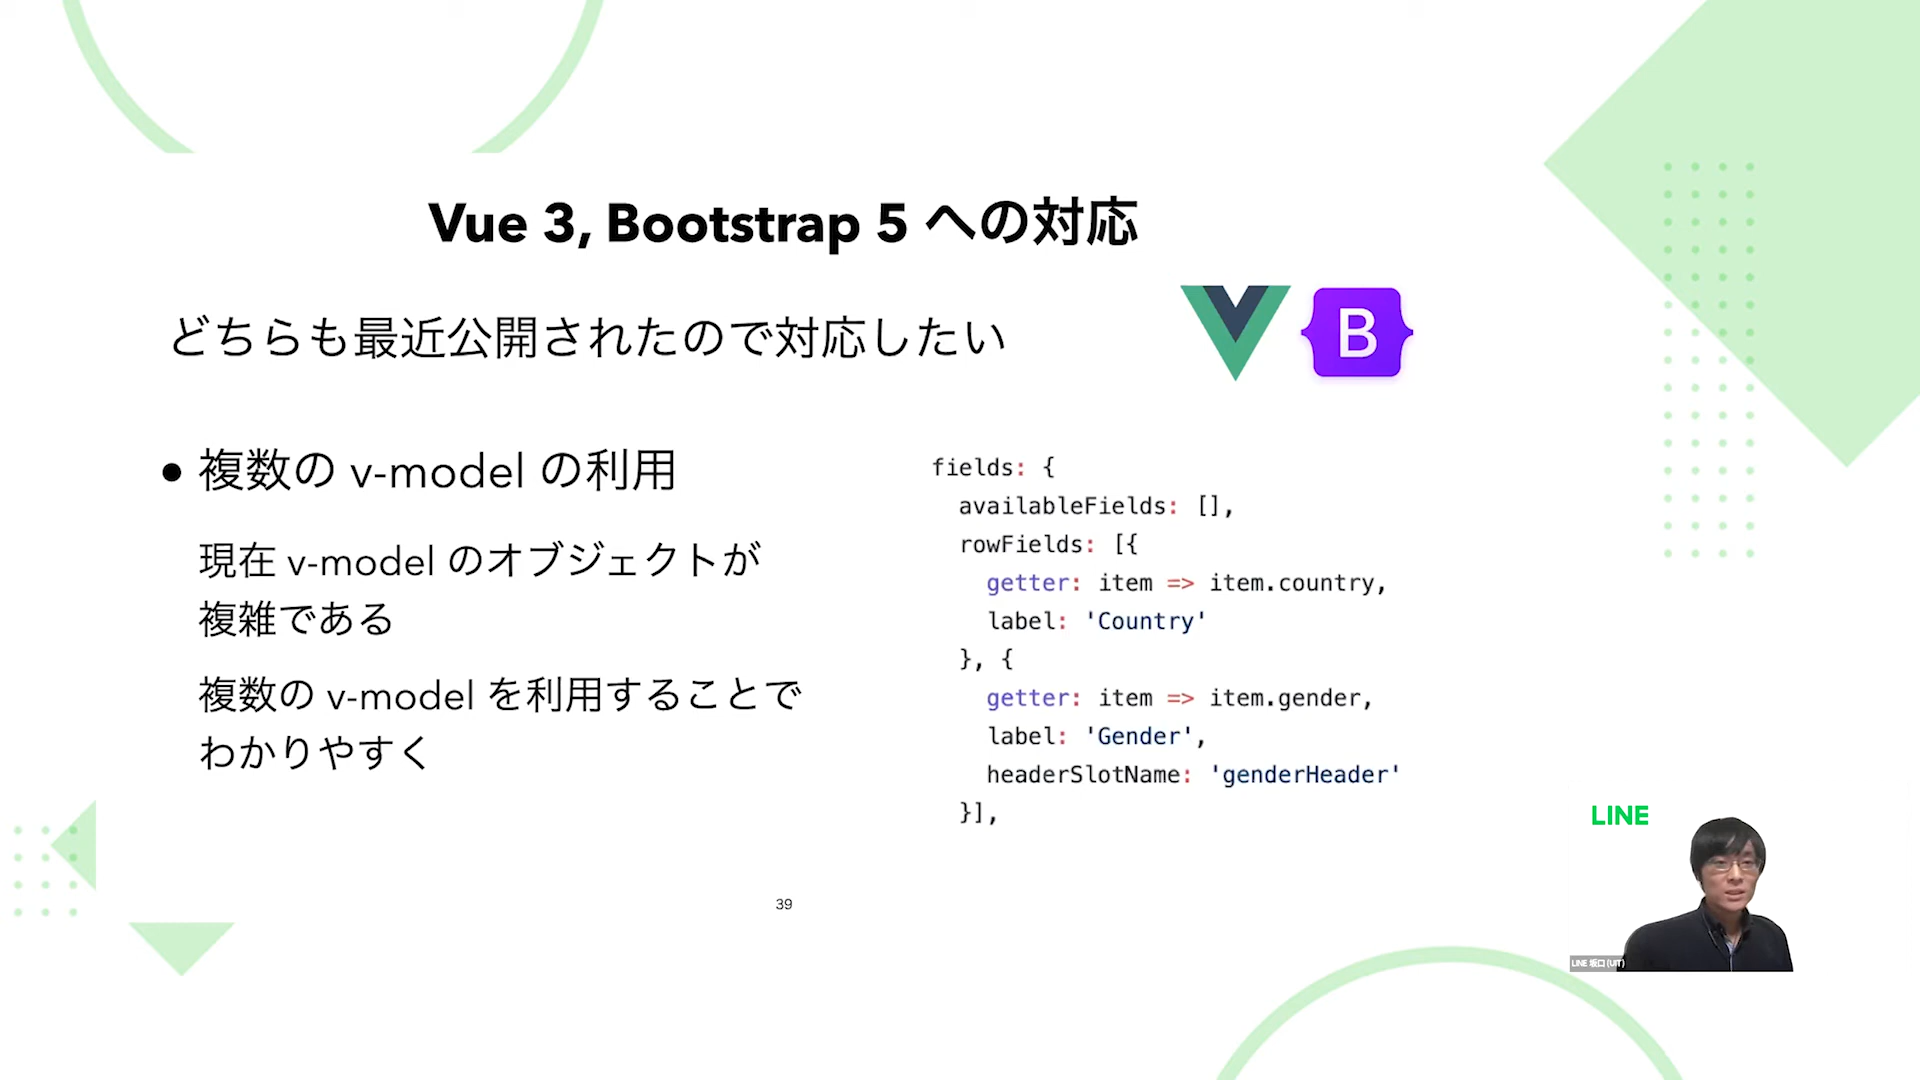 Vue 3, Bootstrap 5 への対応
どちらも最近公開されたので対応したい
B
• 複数の v-model の利用
現在 v-model のオブジェクトが
複雑である
複数の v-model を利用することで
わかりやすく
fields: {
  availableFields: [],
  rowFields: [{
    getter: item => item.country,
    label: 'Country'
  }, {
    getter: item => item.gender,
    label: 'Gender',
    headerSlotName: 'genderHeader'
  }],
39
LINE
LINE 坂口 (UIT)